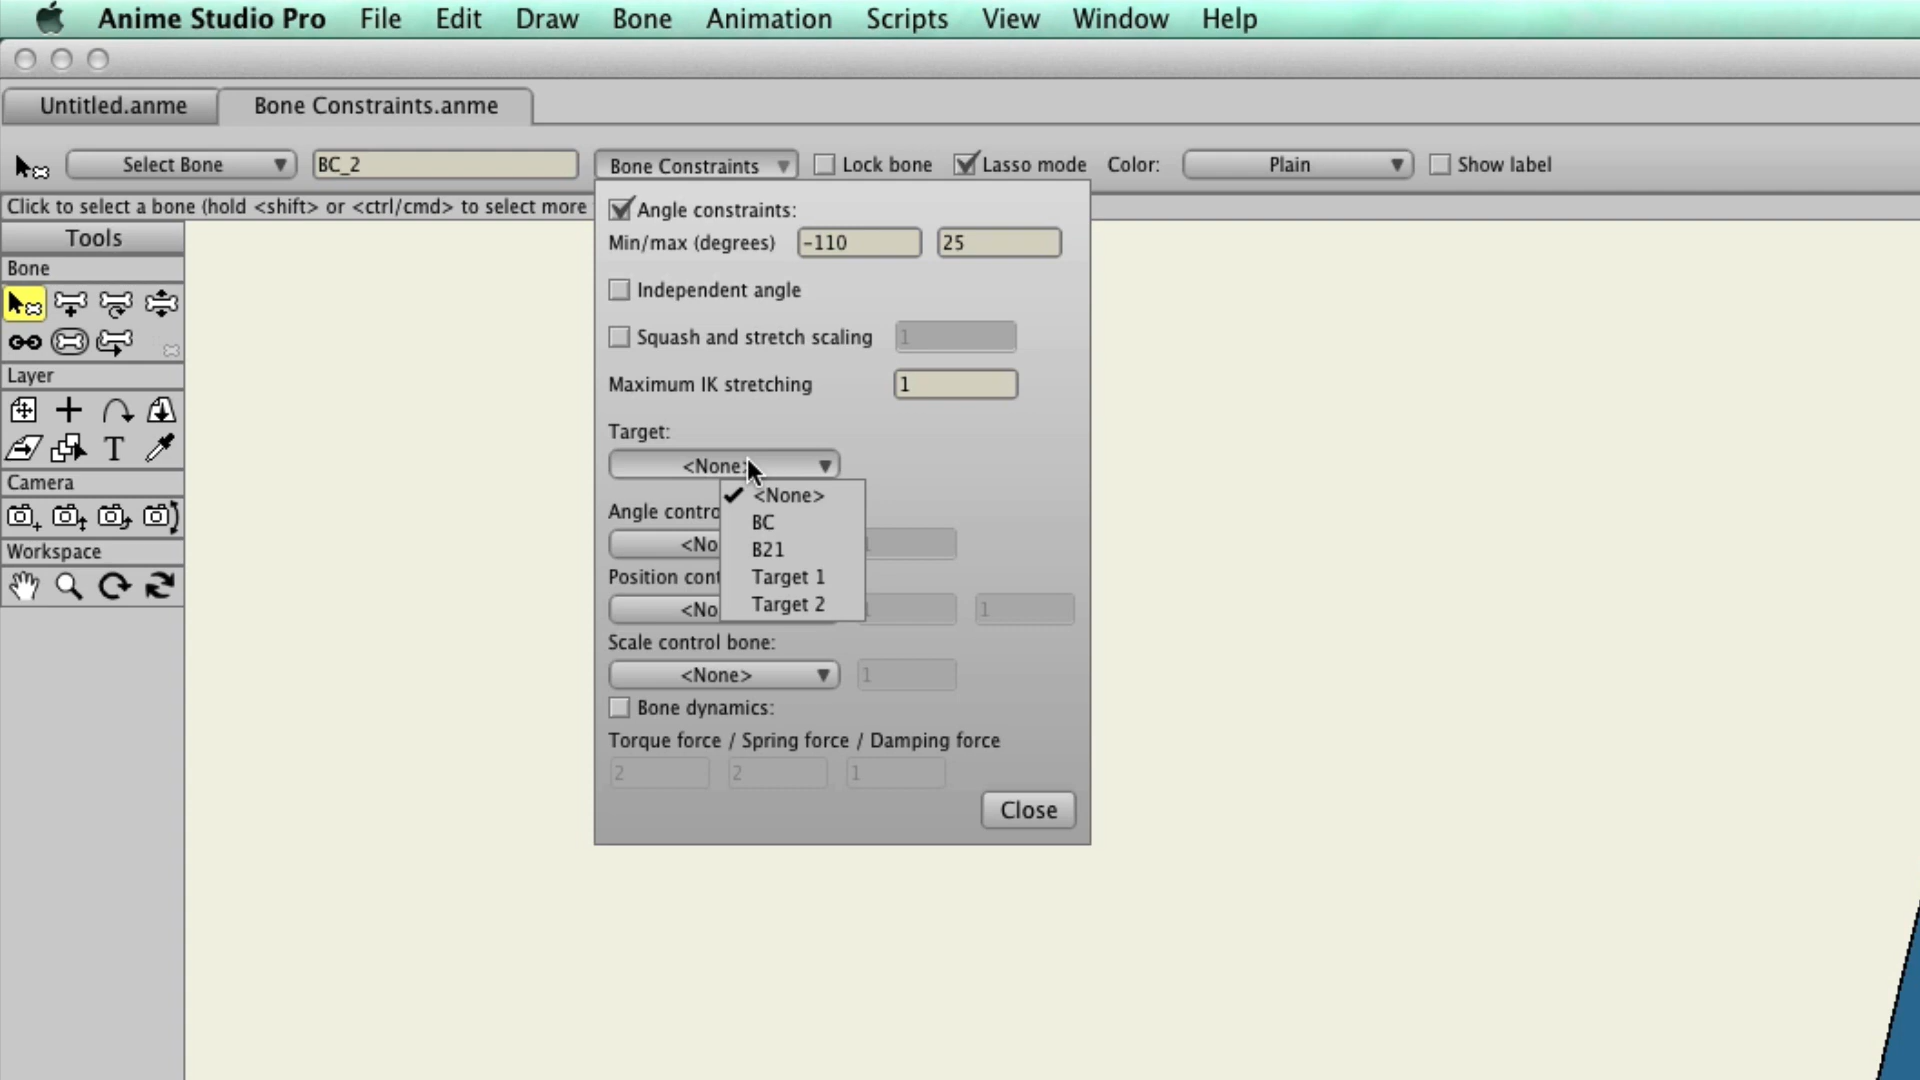 Anime Studio Pro File Edit Draw Bone Animation Scripts View Window Help
Untitled.anme Bone Constraints.anme
Select Bone BC_2 Bone Constraints Lock bone Lasso mode Color: Plain Show label
Click to select a bone (hold <shift> or <ctrl/cmd> to select more
Tools
Bone
Layer
T
Camera
Workspace
Angle constraints:
Min/max (degrees) -110 25
Independent angle
Squash and stretch scaling 1
Maximum IK stretching 1
Target:
<None>
<None>
BC
B21
Target 1
Target 2
Angle contro
<No
Position cont
<No 1
Scale control bone:
<None> 1
Bone dynamics:
Torque force / Spring force / Damping force
2 2 1
Close